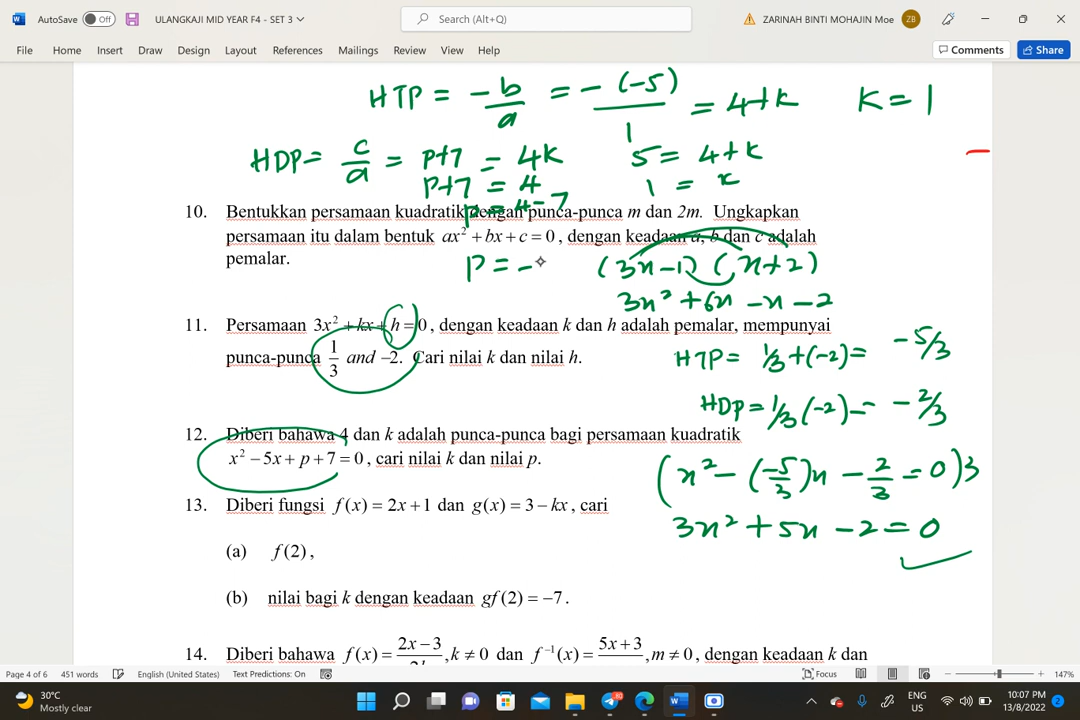 AutoSave Off ULANGKAJI MID YEAR F4 - SET 3 Search (Alt+Q) ZARINAH BINTI MOHAJIN Moe ZB
File Home Insert Draw Design Layout References Mailings Review View Help Comments Share
HTP = -b/a = -(-5)/1 = 4+k K = 1
HDP = c/a = p+7 = 4k 5 = 4+k
p+7 = 4 1 = k
p = 4-7
10. Bentukkan persamaan kuadratik dengan punca-punca m dan 2m. Ungkapkan
persamaan itu dalam bentuk ax² + bx + c = 0, dengan keadaan a, b dan c adalah
pemalar.
p = - (3x-1)(x+2)
3x² + 6x - x - 2
11. Persamaan 3x² + kx + h = 0, dengan keadaan k dan h adalah pemalar, mempunyai
punca-punca 1/3 and -2. Cari nilai k dan nilai h.
HTP = 1/3 + (-2) = -5/3
HDP = 1/3 (-2) = -2/3
12. Diberi bahawa 4 dan k adalah punca-punca bagi persamaan kuadratik
x² - 5x + p + 7 = 0, cari nilai k dan nilai p.
(x² - (-5/3)x - 2/3 = 0)3
13. Diberi fungsi f(x) = 2x + 1 dan g(x) = 3 - kx, cari
3x² + 5x - 2 = 0
(a) f(2),
(b) nilai bagi k dengan keadaan gf(2) = -7.
14. Diberi bahawa f(x) = 2x - 3 , k ≠ 0 dan f⁻¹(x) = 5x + 3 , m ≠ 0, dengan keadaan k dan
Page 4 of 6 451 words English (United States) Text Predictions: On Focus 147%
30°C
Mostly clear
30 ENG US 10:07 PM 13/8/2022 2